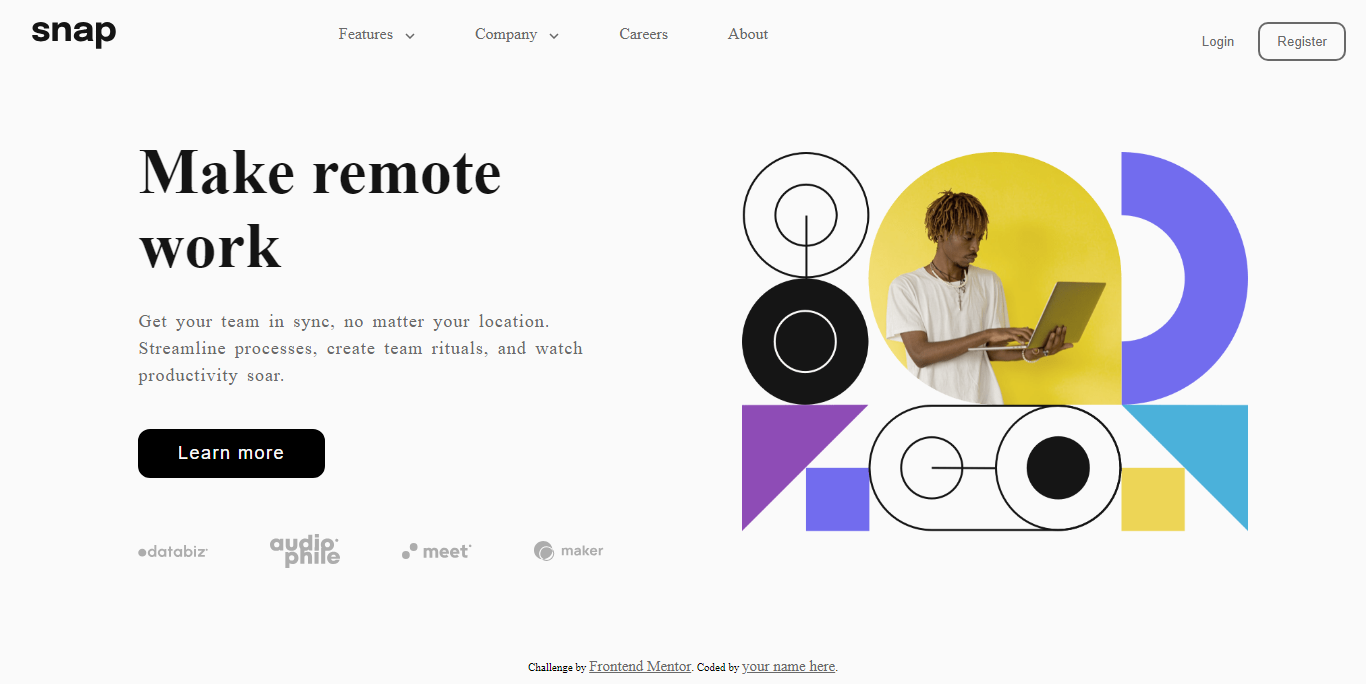 snap
Features
Company
Careers
About
Login
Register
Make remote
work
Get your team in sync, no matter your location.
Streamline processes, create team rituals, and watch
productivity soar.
Learn more
databiz
audiophile
meet
maker
Challenge by Frontend Mentor. Coded by your name here.